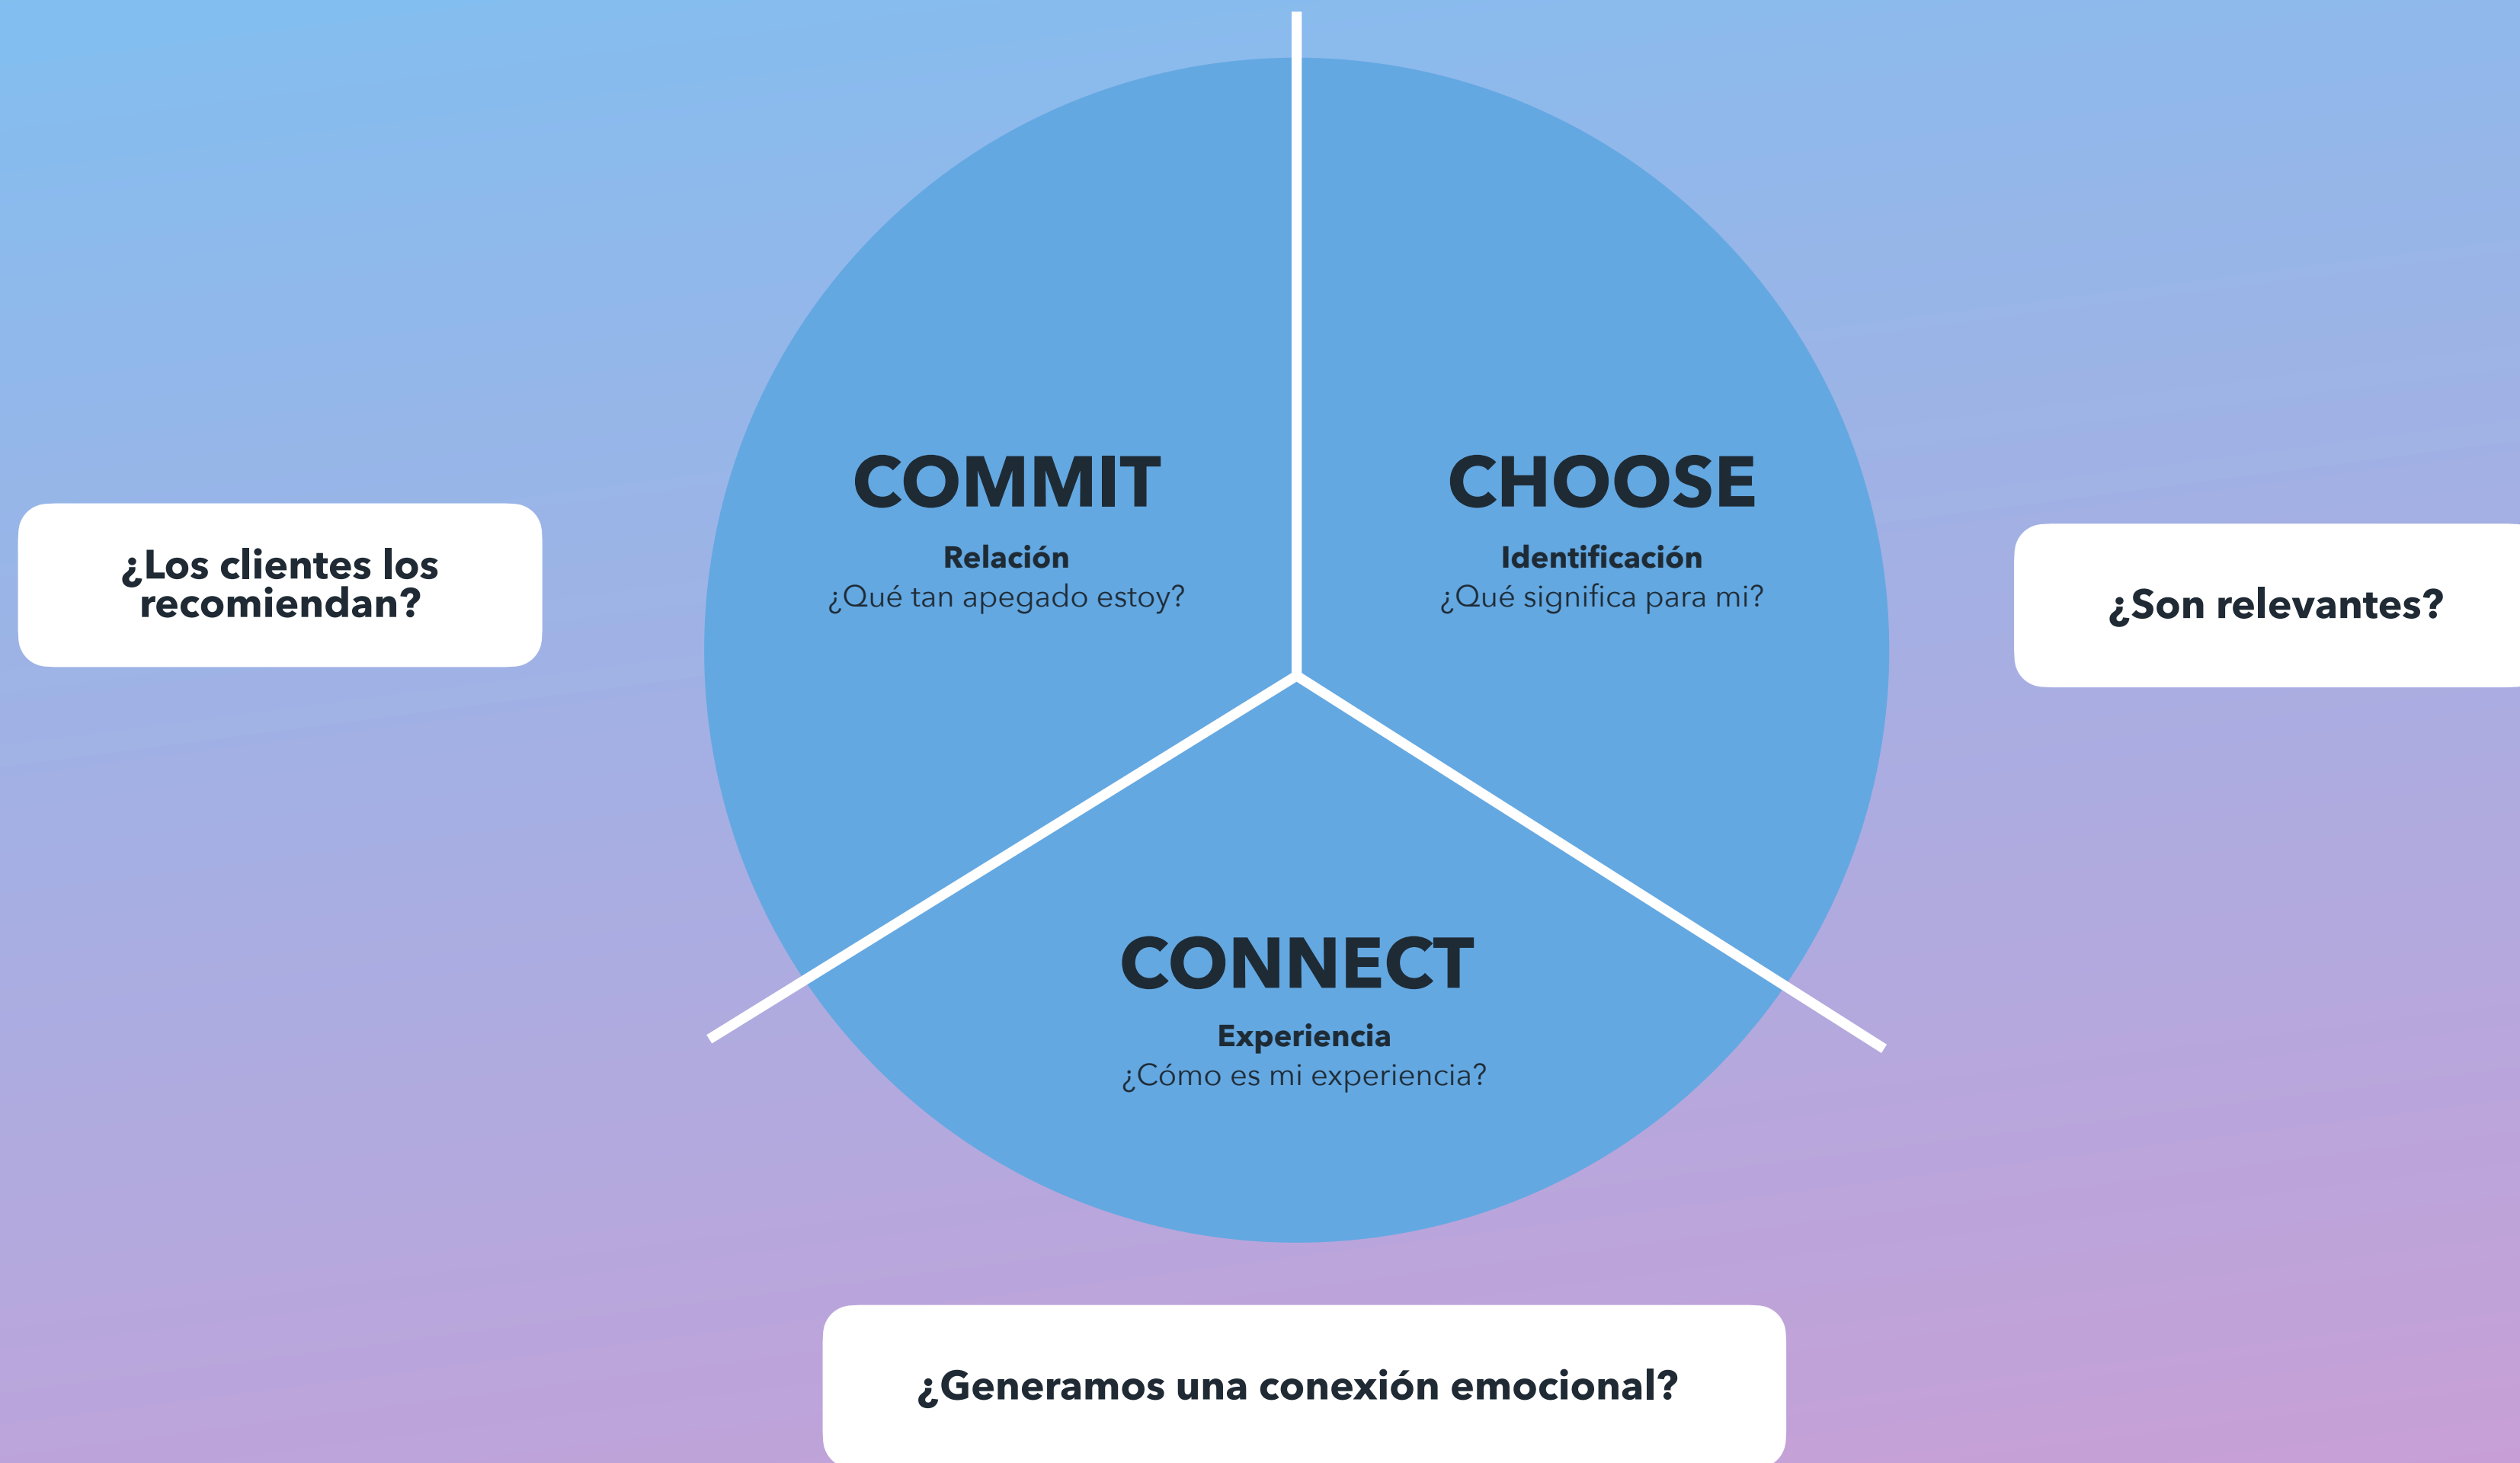 COMMIT
Relación
¿Qué tan apegado estoy?
CHOOSE
Identificación
¿Qué significa para mi?
¿Los clientes los
recomiendan?
¿Son relevantes?
CONNECT
Experiencia
¿Cómo es mi experiencia?
¿Generamos una conexión emocional?